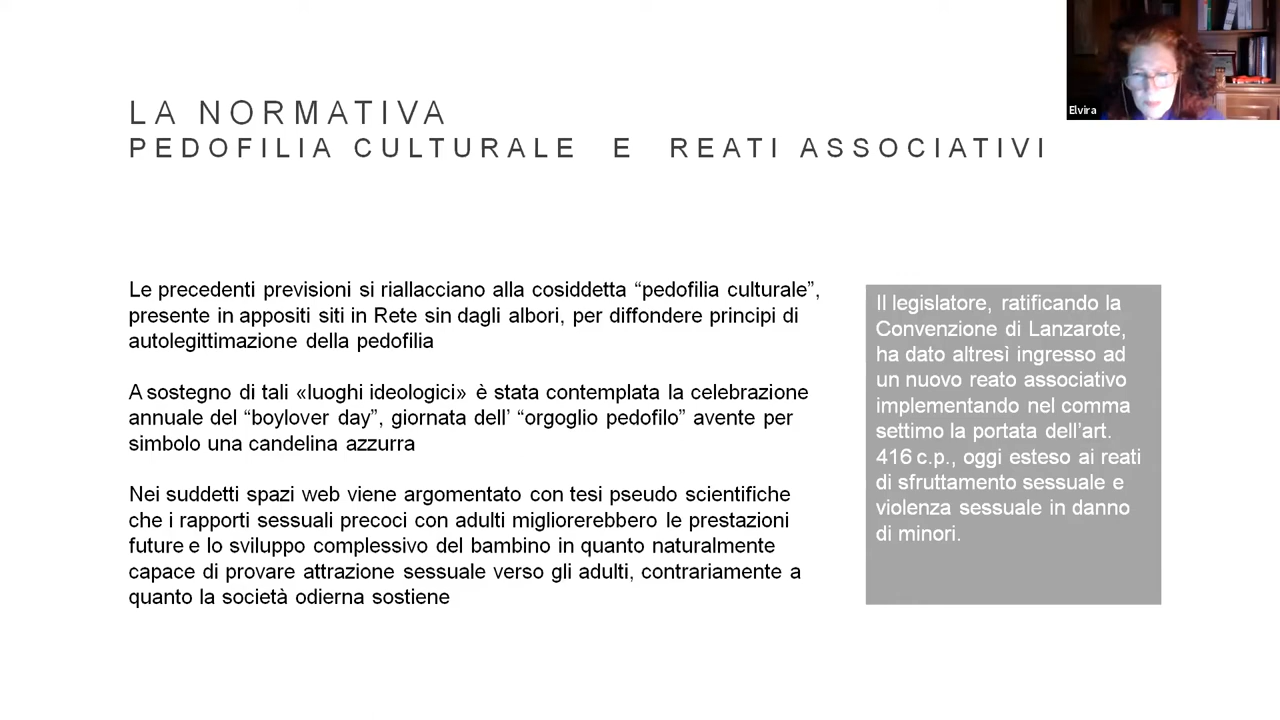 LA NORMATIVA
PEDOFILIA CULTURALE E REATI ASSOCIATIVI
Elvira
Le precedenti previsioni si riallacciano alla cosiddetta “pedofilia culturale”,
presente in appositi siti in Rete sin dagli albori, per diffondere principi di
autolegittimazione della pedofilia
A sostegno di tali «luoghi ideologici» è stata contemplata la celebrazione
annuale del “boylover day”, giornata dell’ “orgoglio pedofilo” avente per
simbolo una candelina azzurra
Nei suddetti spazi web viene argomentato con tesi pseudo scientifiche
che i rapporti sessuali precoci con adulti migliorerebbero le prestazioni
future e lo sviluppo complessivo del bambino in quanto naturalmente
capace di provare attrazione sessuale verso gli adulti, contrariamente a
quanto la società odierna sostiene
Il legislatore, ratificando la
Convenzione di Lanzarote,
ha dato altresì ingresso ad
un nuovo reato associativo
implementando nel comma
settimo la portata dell’art.
416 c.p., oggi esteso ai reati
di sfruttamento sessuale e
violenza sessuale in danno
di minori.